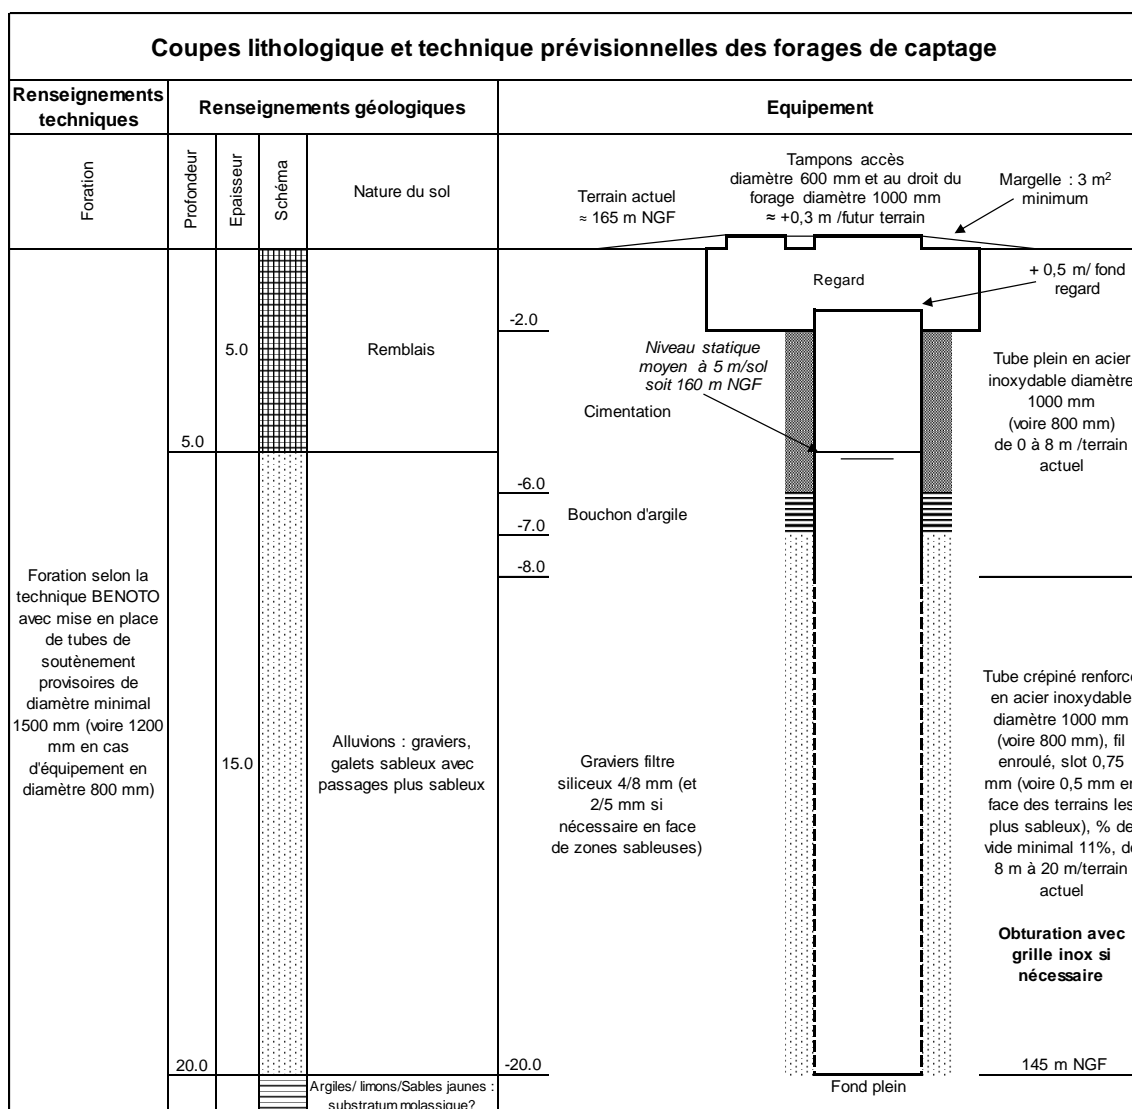 Coupes lithologique et technique prévisionnelles des forages de captage
Renseignements
techniques
Renseignements géologiques
Equipement
Foration
Profondeur
Epaisseur
Schéma
Nature du sol
Terrain actuel
≈ 165 m NGF
Tampons accès
diamètre 600 mm et au droit du
forage diamètre 1000 mm
≈ +0,3 m /futur terrain
Margelle : 3 m²
minimum
Regard
+ 0,5 m/ fond
regard
-2.0
5.0
Remblais
Niveau statique
moyen à 5 m/sol
soit 160 m NGF
Cimentation
Tube plein en acier
inoxydable diamètre
1000 mm
(voire 800 mm)
de 0 à 8 m /terrain
actuel
5.0
-6.0
Bouchon d'argile
-7.0
-8.0
Foration selon la
technique BENOTO
avec mise en place
de tubes de
soutènement
provisoires de
diamètre minimal
1500 mm (voire 1200
mm en cas
d'équipement en
diamètre 800 mm)
15.0
Alluvions : graviers,
galets sableux avec
passages plus sableux
Graviers filtre
siliceux 4/8 mm (et
2/5 mm si
nécessaire en face
de zones sableuses)
Tube crépiné renforcé
en acier inoxydable
diamètre 1000 mm
(voire 800 mm), fil
enroulé, slot 0,75
mm (voire 0,5 mm en
face des terrains les
plus sableux), % de
vide minimal 11%, de
8 m à 20 m/terrain
actuel
Obturation avec
grille inox si
nécessaire
20.0
-20.0
145 m NGF
Fond plein
Argiles/ limons/Sables jaunes :
substratum molassique?